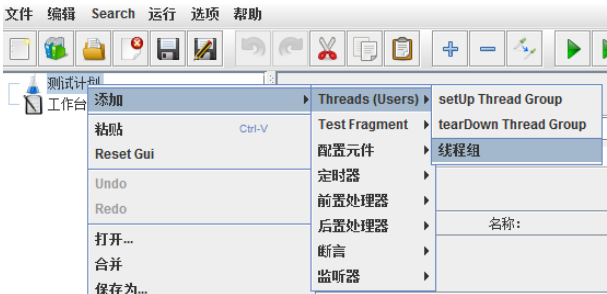 文件 编辑 Search 运行 选项 帮助
测试计划
工作台
添加
粘贴 Ctrl-V
Reset Gui
Undo
Redo
打开...
合并
保存为...
Threads (Users)
Test Fragment
配置元件
定时器
前置处理器
后置处理器
断言
监听器
setUp Thread Group
tearDown Thread Group
线程组
名称: